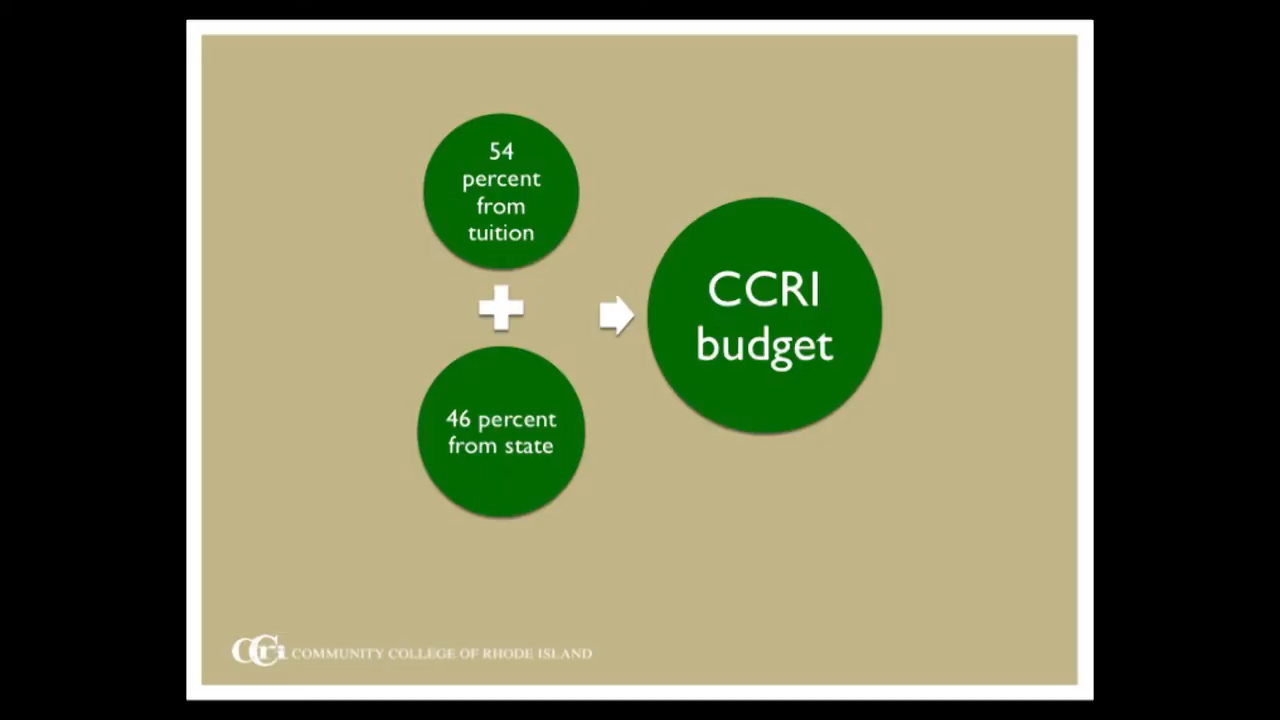 54
percent
from
tuition
46 percent
from state
CCRI
budget
CCri COMMUNITY COLLEGE OF RHODE ISLAND